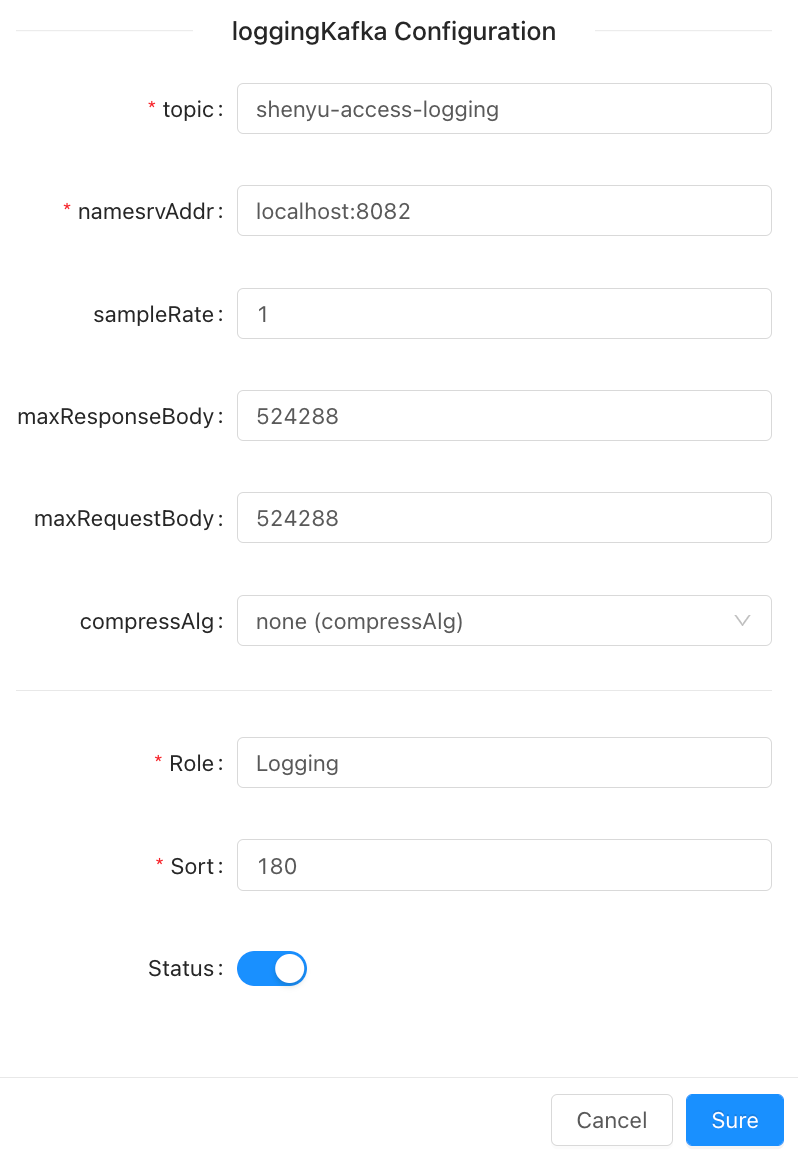 loggingKafka Configuration
* topic: shenyu-access-logging
* namesrvAddr: localhost:8082
sampleRate: 1
maxResponseBody: 524288
maxRequestBody: 524288
compressAlg: none (compressAlg)
* Role: Logging
* Sort: 180
Status:
Cancel Sure